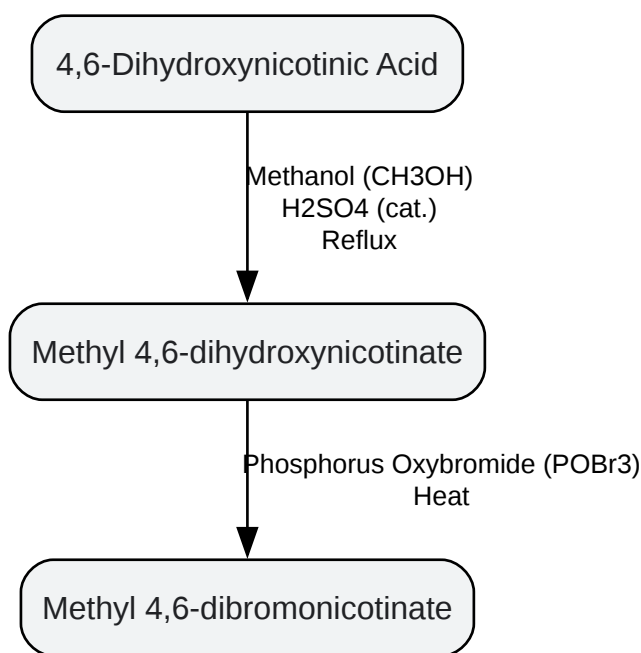 4,6-Dihydroxynicotinic Acid
Methanol (CH3OH)
H2SO4 (cat.)
Reflux
Methyl 4,6-dihydroxynicotinate
Phosphorus Oxybromide (POBr3)
Heat
Methyl 4,6-dibromonicotinate